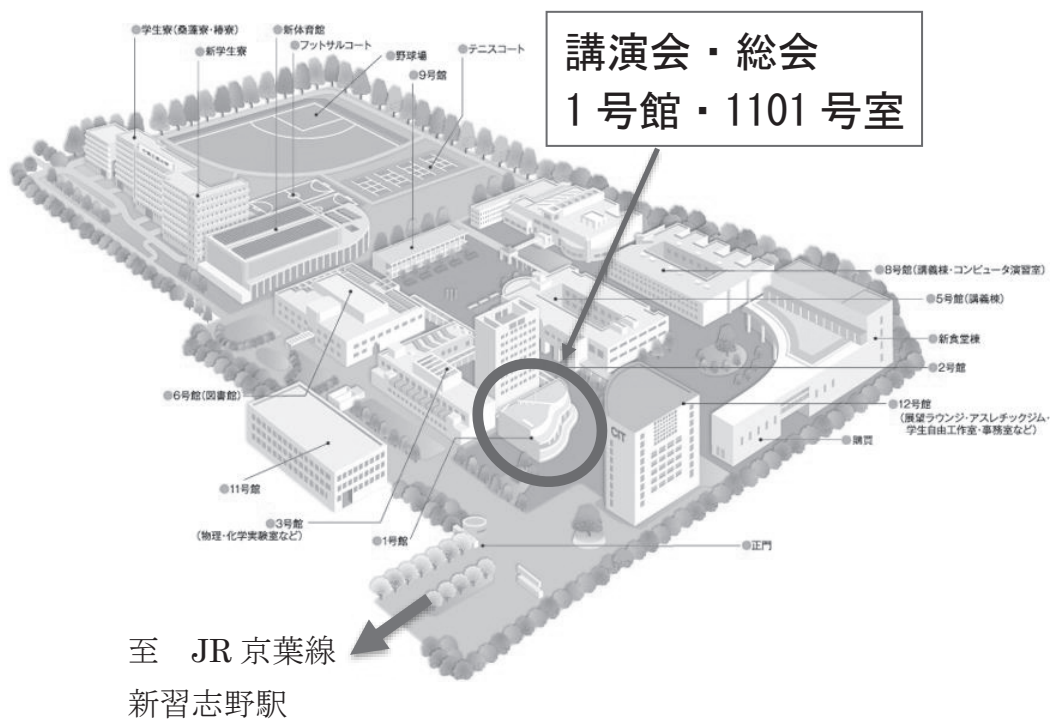 講演会・総会
1号館・1101号室
●学生寮(桑蓬寮・椿寮)
●新学生寮
●新体育館
●フットサルコート
●野球場
●9号館
●テニスコート
●8号館(講義棟・コンピュータ演習室)
●5号館(講義棟)
●新食堂棟
●2号館
●12号館
(展望ラウンジ・アスレチックジム・
学生自由工作室・事務室など)
●購買
CIT
●6号館(図書館)
●11号館
●3号館
(物理・化学実験室など)
●1号館
●正門
至　JR京葉線
新習志野駅